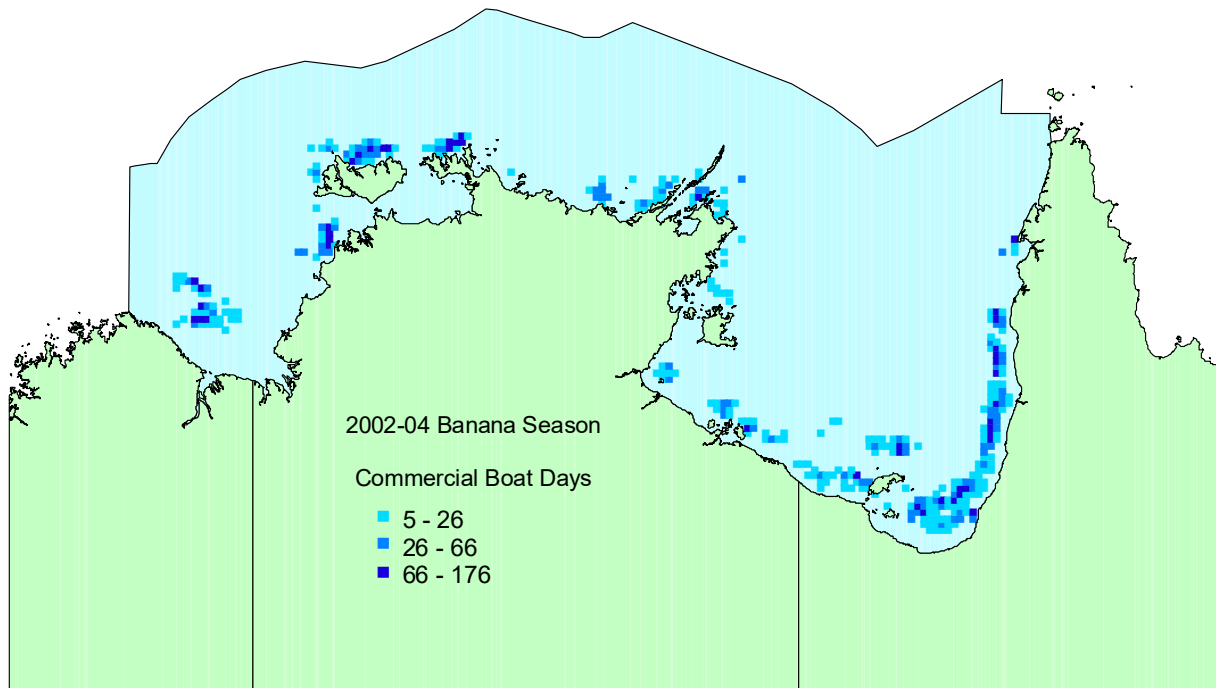 2002-04 Banana Season
Commercial Boat Days
5 - 26
26 - 66
66 - 176